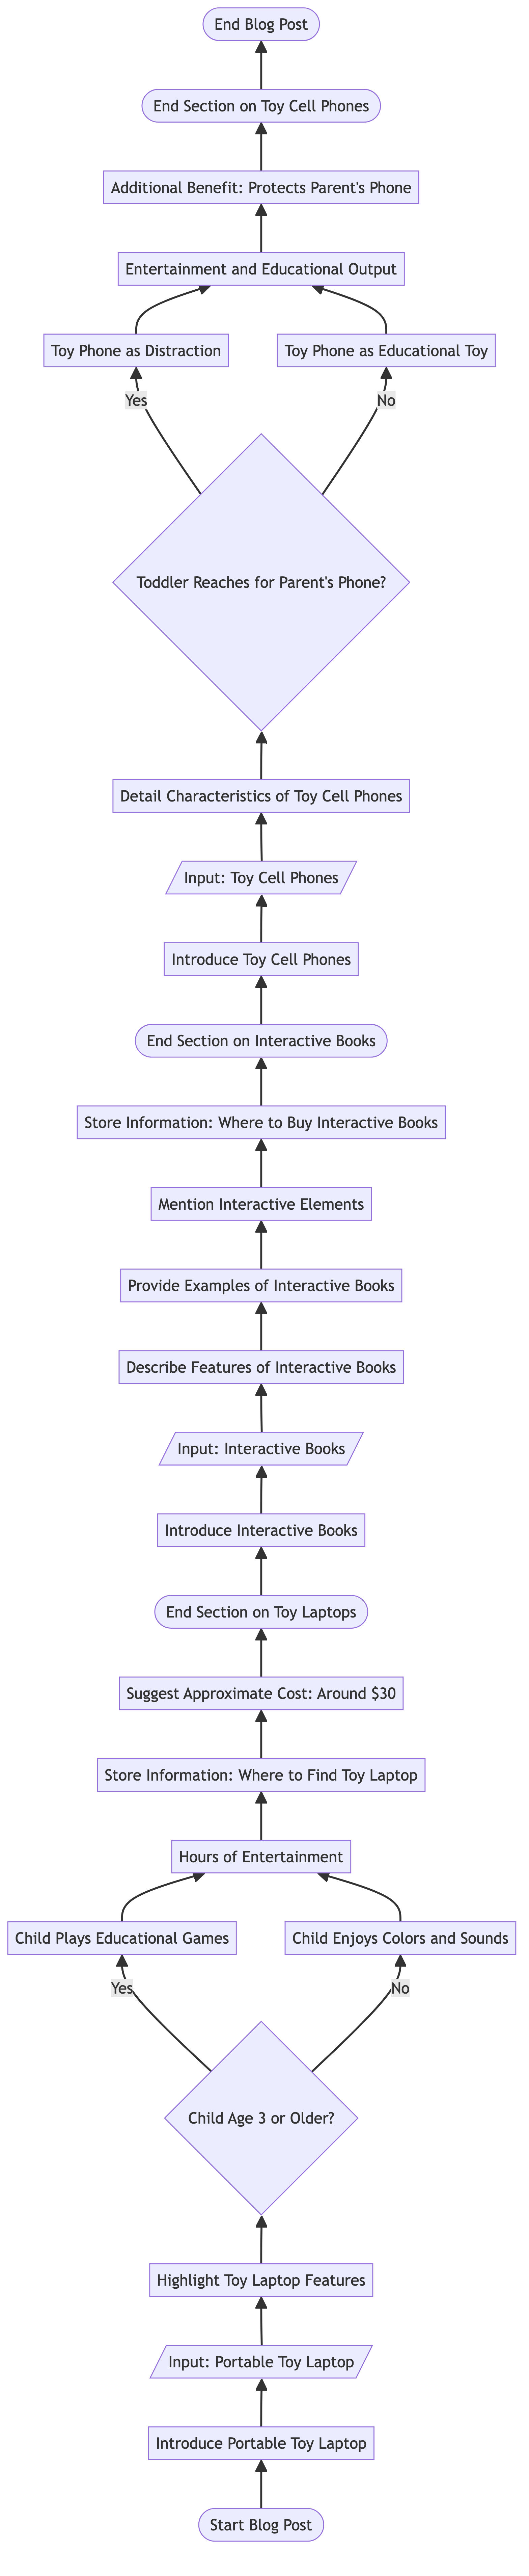 End Blog Post
End Section on Toy Cell Phones
Additional Benefit: Protects Parent's Phone
Entertainment and Educational Output
Toy Phone as Distraction
Toy Phone as Educational Toy
Yes
No
Toddler Reaches for Parent's Phone?
Detail Characteristics of Toy Cell Phones
Input: Toy Cell Phones
Introduce Toy Cell Phones
End Section on Interactive Books
Store Information: Where to Buy Interactive Books
Mention Interactive Elements
Provide Examples of Interactive Books
Describe Features of Interactive Books
Input: Interactive Books
Introduce Interactive Books
End Section on Toy Laptops
Suggest Approximate Cost: Around $30
Store Information: Where to Find Toy Laptop
Hours of Entertainment
Child Plays Educational Games
Child Enjoys Colors and Sounds
Yes
No
Child Age 3 or Older?
Highlight Toy Laptop Features
Input: Portable Toy Laptop
Introduce Portable Toy Laptop
Start Blog Post